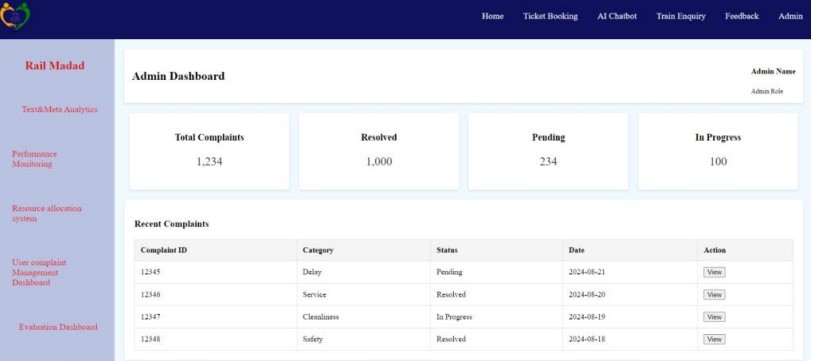 Home Ticket Booking AI Chatbot Train Enquiry Feedback Admin
Rail Madad
Text&Meta Analytics
Performance
Monitoring
Resource allocation
system
User complaint
Management
Dashboard
Evaluation Dashboard
Admin Dashboard
Admin Name
Admin Role
Total Complaints Resolved Pending In Progress
1,234 1,000 234 100
Recent Complaints
Complaint ID Category Status Date Action
12345 Delay Pending 2024-08-21 View
12346 Service Resolved 2024-08-20 View
12347 Cleanliness In Progress 2024-08-19 View
12348 Safety Resolved 2024-08-18 View